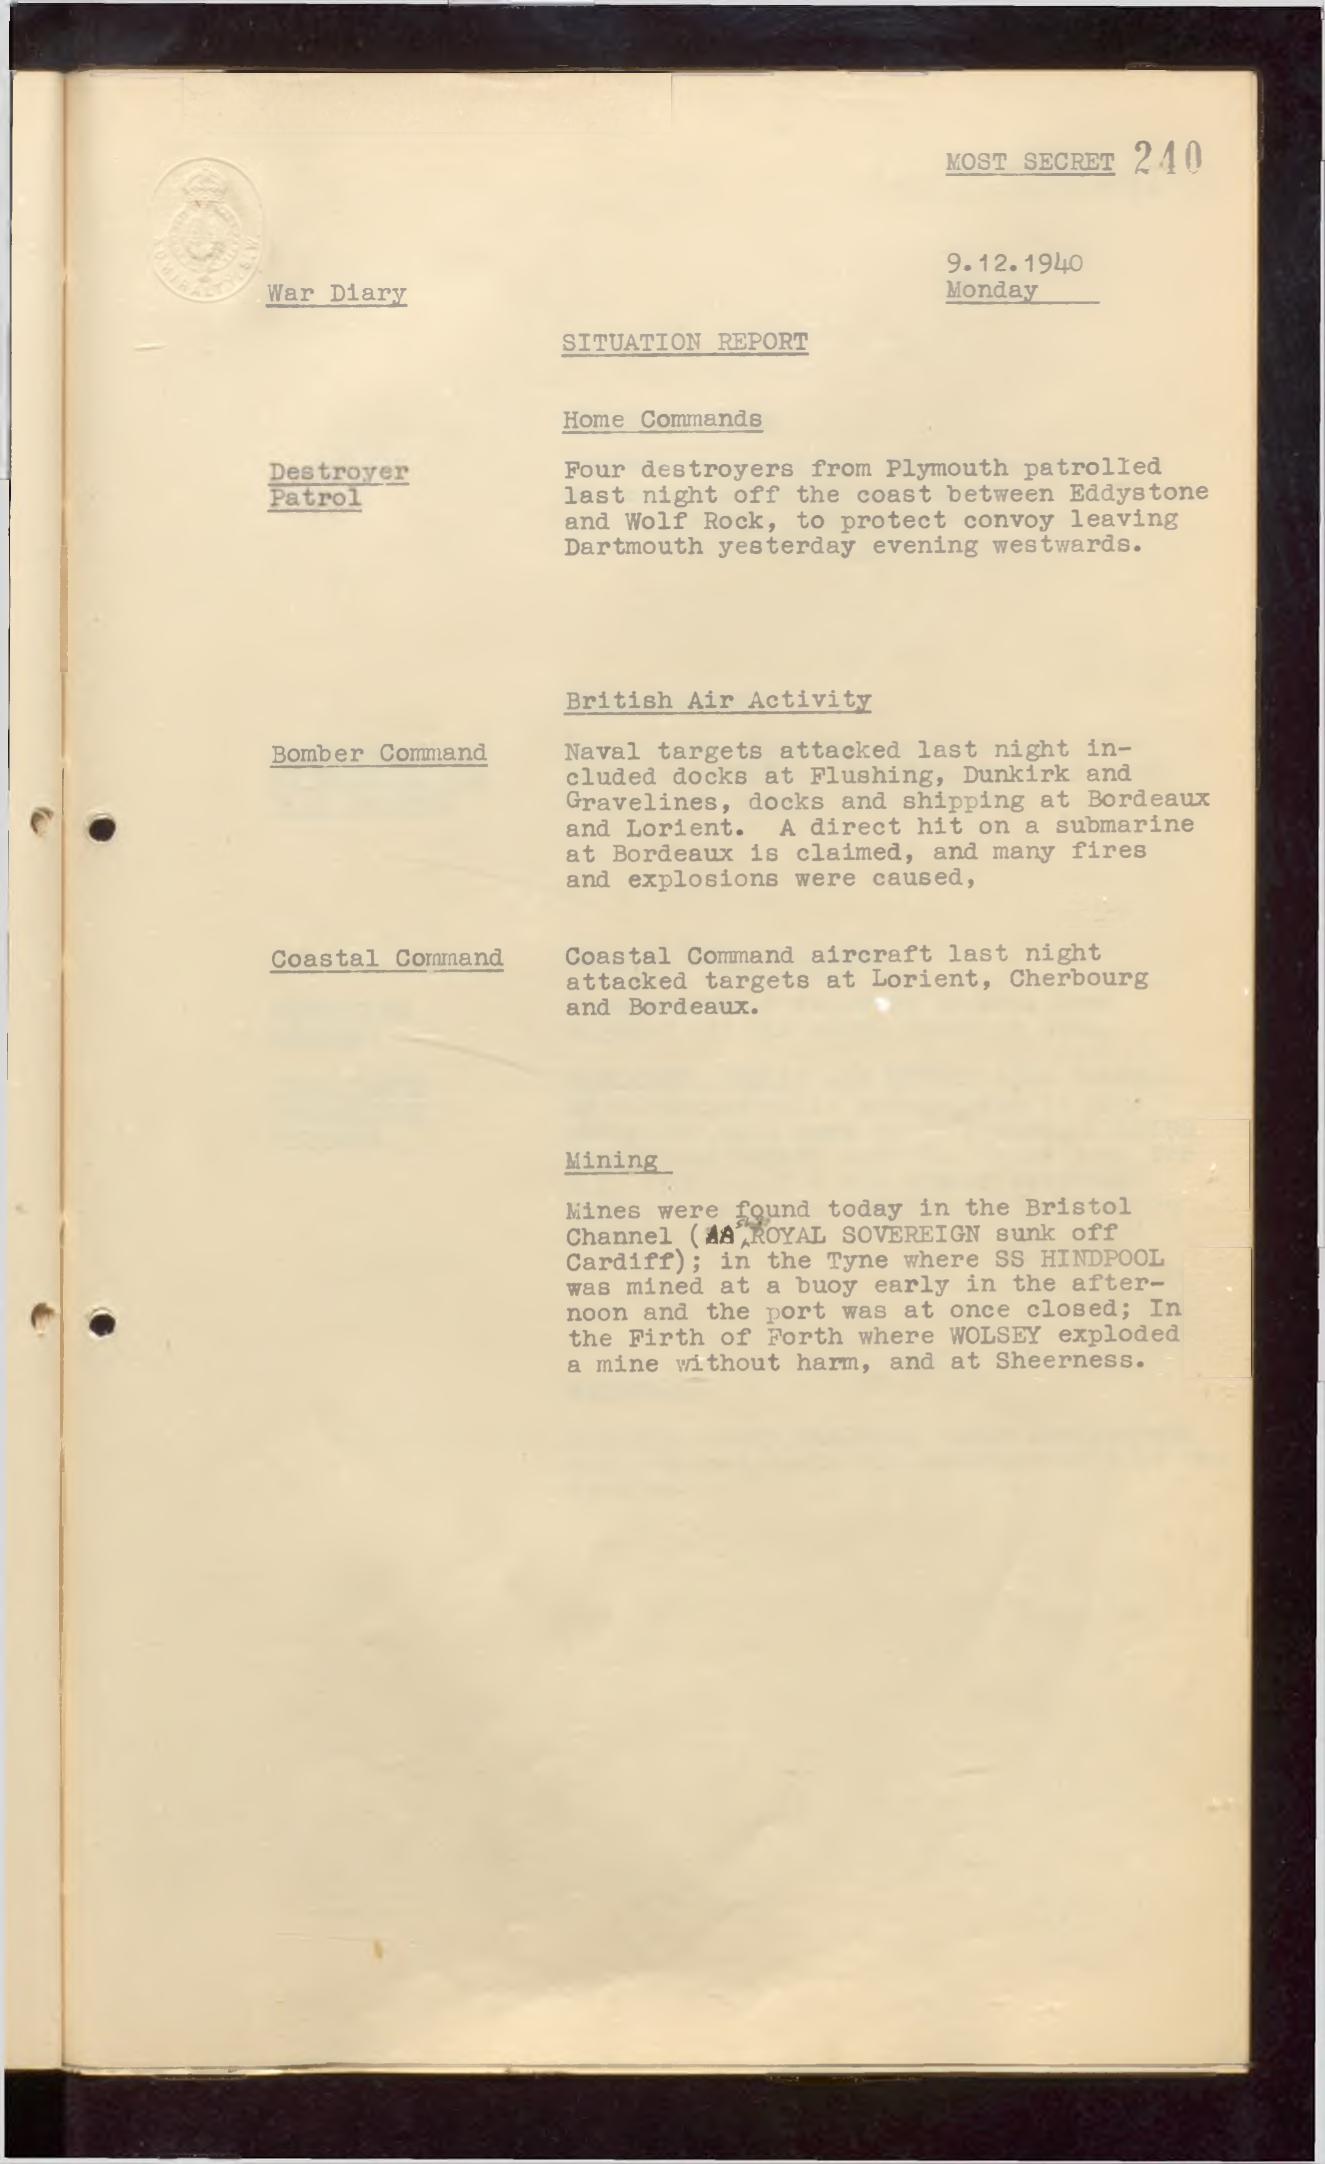 MOST SECRET 240
9.12.1940
Monday
War Diary
SITUATION REPORT
Home Commands
Destroyer
Patrol
Four destroyers from Plymouth patrolled
last night off the coast between Eddystone
and Wolf Rock, to protect convoy leaving
Dartmouth yesterday evening westwards.
British Air Activity
Bomber Command
Naval targets attacked last night in-
cluded docks at Flushing, Dunkirk and
Gravelines, docks and shipping at Bordeaux
and Lorient. A direct hit on a submarine
at Bordeaux is claimed, and many fires
and explosions were caused,
Coastal Command
Coastal Command aircraft last night
attacked targets at Lorient, Cherbourg
and Bordeaux.
Mining
Mines were found today in the Bristol
Channel ( ROYAL SOVEREIGN sunk off
Cardiff); in the Tyne where SS HINDPOOL
was mined at a buoy early in the after-
noon and the port was at once closed; In
the Firth of Forth where WOLSEY exploded
a mine without harm, and at Sheerness.